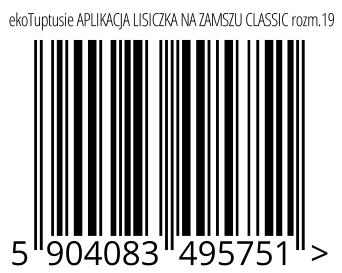 ekoTuptusie APLIKACJA LISICZKA NA ZAMSZU CLASSIC rozm.19
5 904083 495751 >